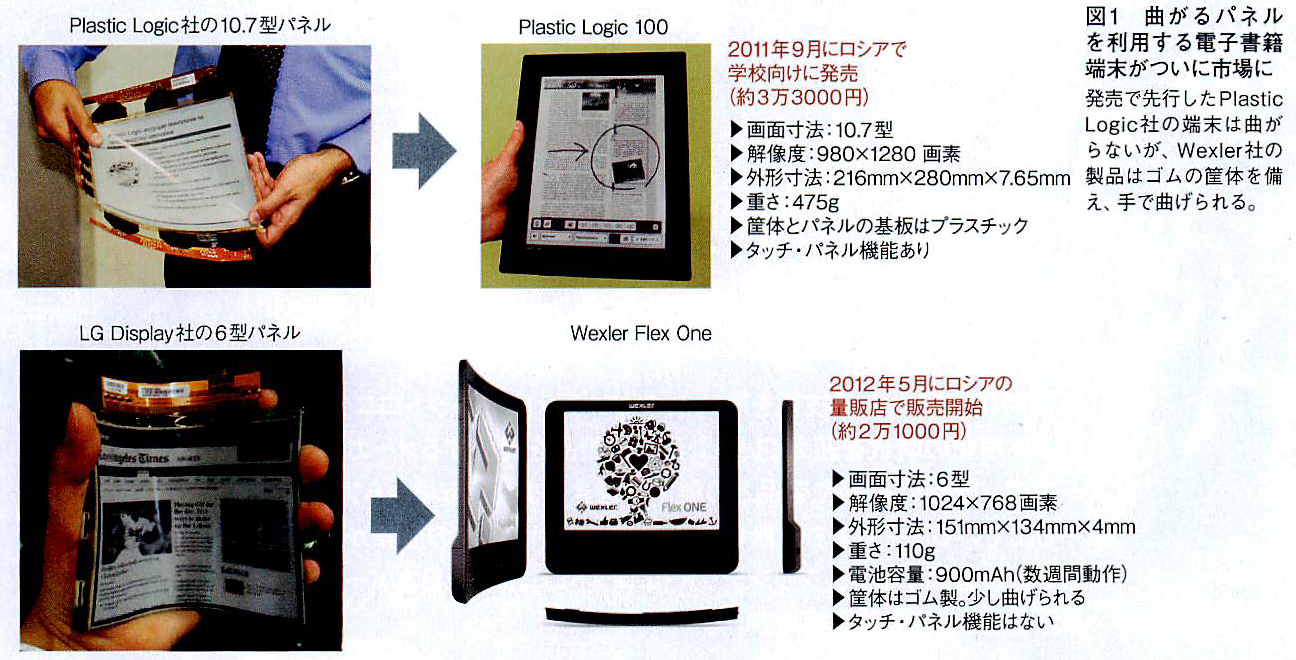 Plastic Logic社の10.7型パネル
Plastic Logic 100
2011年9月にロシアで
学校向けに発売
(約3万3000円)
▶画面寸法:10.7型
▶解像度:980×1280 画素
▶外形寸法:216mm×280mm×7.65mm
▶重さ:475g
▶筐体とパネルの基板はプラスチック
▶タッチ・パネル機能あり
図1 曲がるパネル
を利用する電子書籍
端末がついに市場に
発売で先行したPlastic
Logic社の端末は曲が
らないが、Wexler社の
製品はゴムの筐体を備
え、手で曲げられる。
LG Display社の6型パネル
Los Angeles Times
Wexler Flex One
WEXLER
WEXLER
WEXLER
Flex ONE
2012年5月にロシアの
量販店で販売開始
(約2万1000円)
▶画面寸法:6型
▶解像度:1024×768画素
▶外形寸法:151mm×134mm×4mm
▶重さ:110g
▶電池容量:900mAh(数週間動作)
▶筐体はゴム製。少し曲げられる
▶タッチ・パネル機能はない